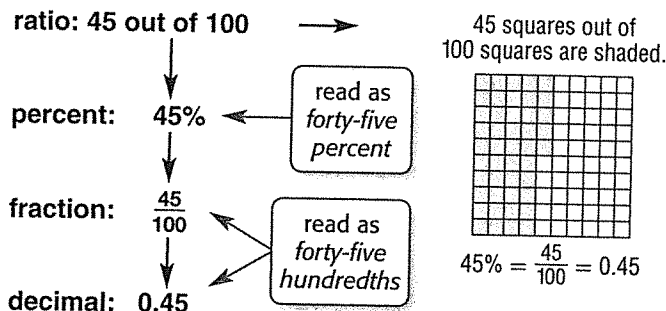 ratio: 45 out of 100
45 squares out of
100 squares are shaded.
percent: 45%
read as
forty-five
percent
fraction: 45/100
read as
forty-five
hundredths
45% = 45/100 = 0.45
decimal: 0.45